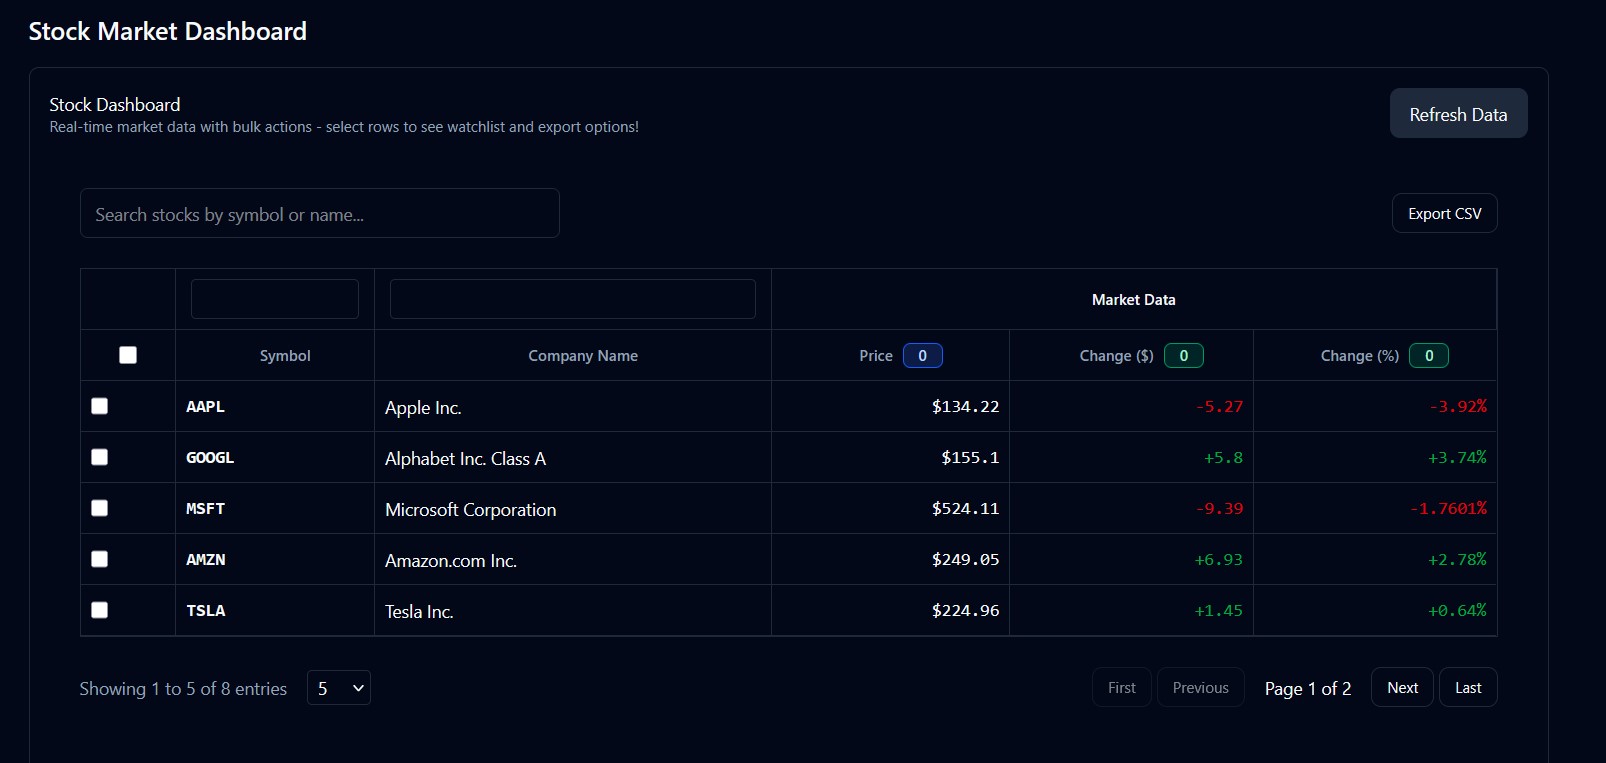 Stock Market Dashboard
Stock Dashboard
Real-time market data with bulk actions - select rows to see watchlist and export options!
Refresh Data
Search stocks by symbol or name...
Export CSV
Market Data
Symbol Company Name Price 0 Change ($) 0 Change (%) 0
AAPL Apple Inc. $134.22 -5.27 -3.92%
GOOGL Alphabet Inc. Class A $155.1 +5.8 +3.74%
MSFT Microsoft Corporation $524.11 -9.39 -1.7601%
AMZN Amazon.com Inc. $249.05 +6.93 +2.78%
TSLA Tesla Inc. $224.96 +1.45 +0.64%
Showing 1 to 5 of 8 entries 5 First Previous Page 1 of 2 Next Last